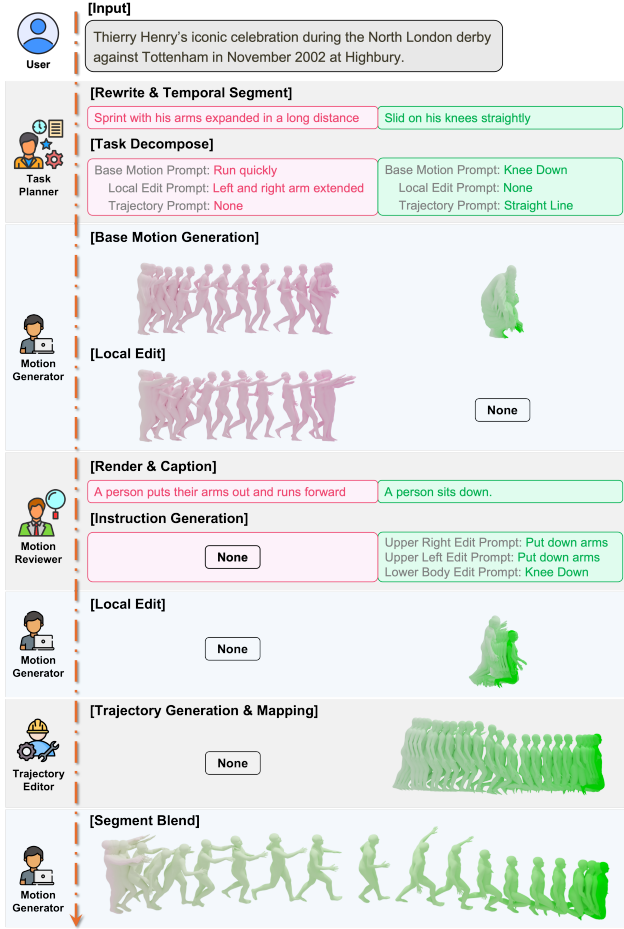 [Input]
Thierry Henry's iconic celebration during the North London derby
against Tottenham in November 2002 at Highbury.
User
[Rewrite & Temporal Segment]
Sprint with his arms expanded in a long distance
Slid on his knees straightly
Task
Planner
[Task Decompose]
Base Motion Prompt: Run quickly
Local Edit Prompt: Left and right arm extended
Trajectory Prompt: None
Base Motion Prompt: Knee Down
Local Edit Prompt: None
Trajectory Prompt: Straight Line
[Base Motion Generation]
Motion
Generator
[Local Edit]
None
[Render & Caption]
A person puts their arms out and runs forward
A person sits down.
Motion
Reviewer
[Instruction Generation]
None
Upper Right Edit Prompt: Put down arms
Upper Left Edit Prompt: Put down arms
Lower Body Edit Prompt: Knee Down
[Local Edit]
Motion
Generator
None
[Trajectory Generation & Mapping]
Trajectory
Editor
None
[Segment Blend]
Motion
Generator